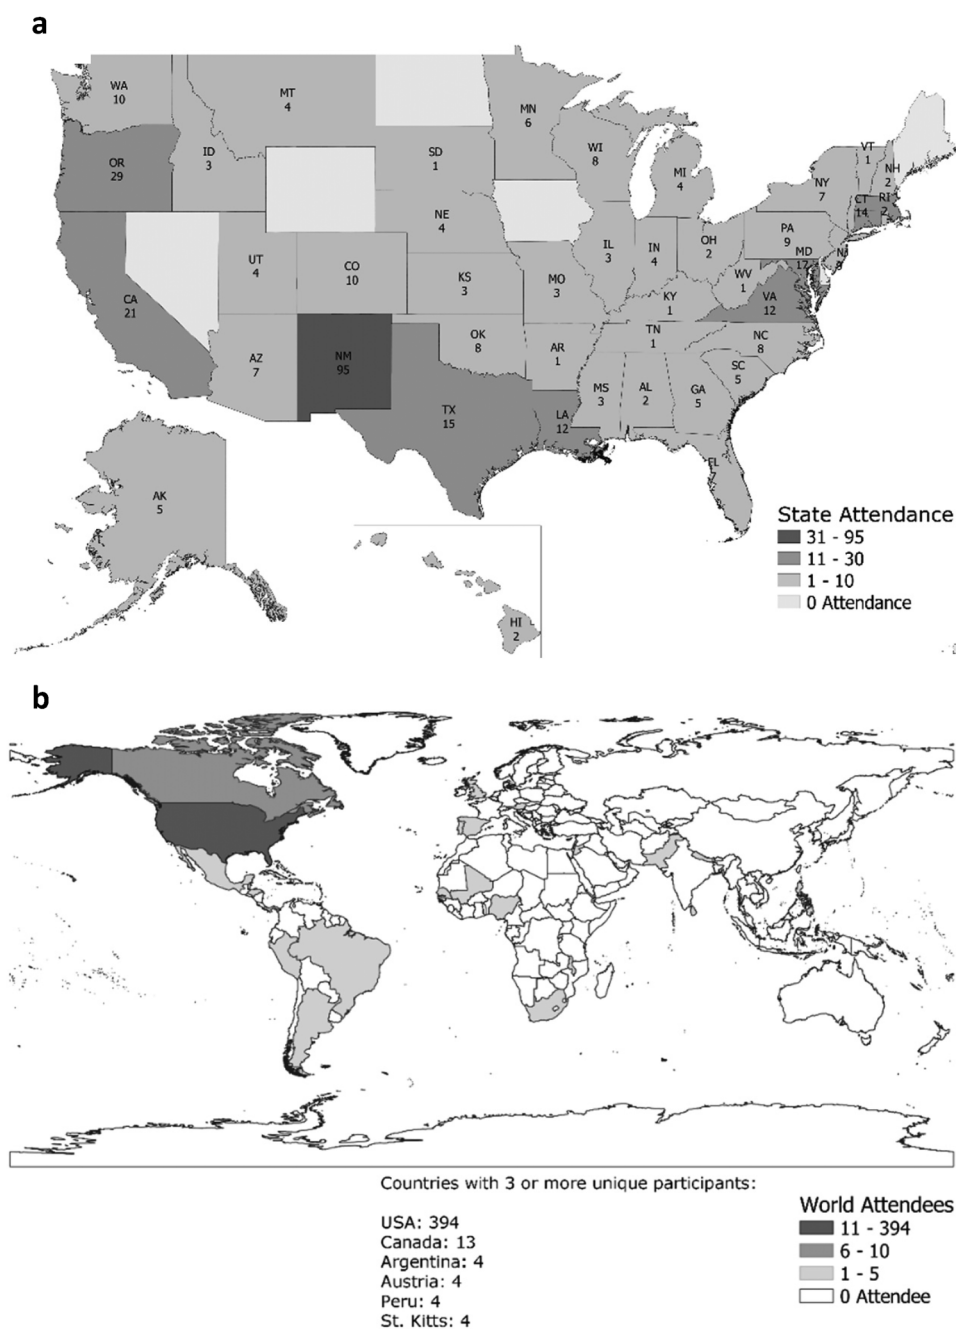 a
WA
10
MT
4
MN
6
OR
29
ID
3
SD
1
WI
8
MI
4
VT
1
NH
2
NY
7
CT
14
RI
2
NE
4
PA
9
MD
17
OH
2
IN
4
IL
3
UT
4
CO
10
KS
3
MO
3
WV
1
VA
12
KY
1
CA
21
NC
8
TN
1
OK
8
AR
1
AZ
7
NM
95
SC
5
MS
3
AL
2
GA
5
TX
15
LA
12
FL
AK
5
HI
2
State Attendance
31 - 95
11 - 30
1 - 10
0 Attendance
b
Countries with 3 or more unique participants:
USA: 394
Canada: 13
Argentina: 4
Austria: 4
Peru: 4
St. Kitts: 4
World Attendees
11 - 394
6 - 10
1 - 5
0 Attendee